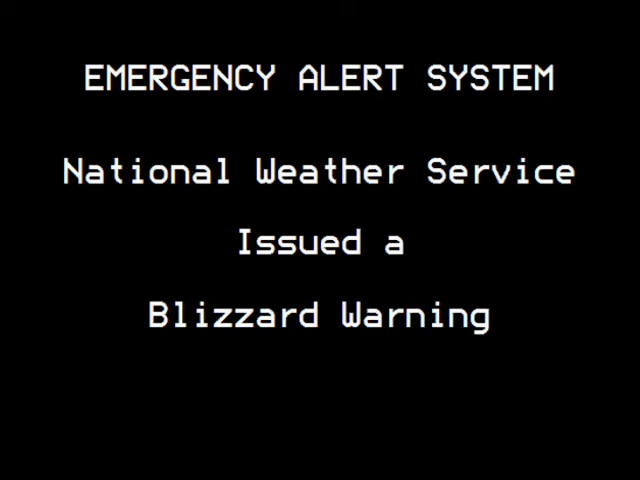 EMERGENCY ALERT SYSTEM
National Weather Service
Issued a
Blizzard Warning